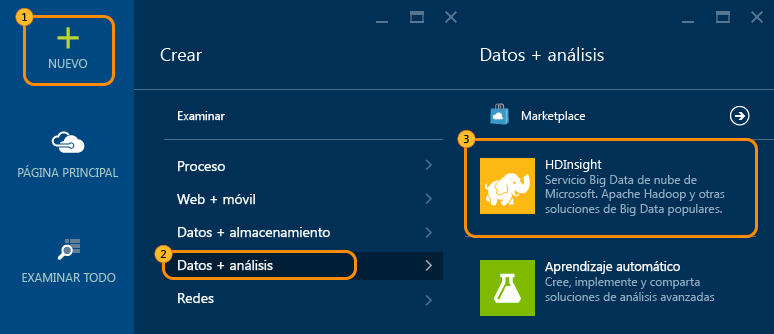 1
NUEVO
PÁGINA PRINCIPAL
EXAMINAR TODO
Crear
Examinar
Proceso
Web + móvil
Datos + almacenamiento
2
Datos + análisis
Redes
Datos + análisis
Marketplace
3
HDInsight
Servicio Big Data de nube de
Microsoft. Apache Hadoop y otras
soluciones de Big Data populares.
Aprendizaje automático
Cree, implemente y comparta
soluciones de análisis avanzadas